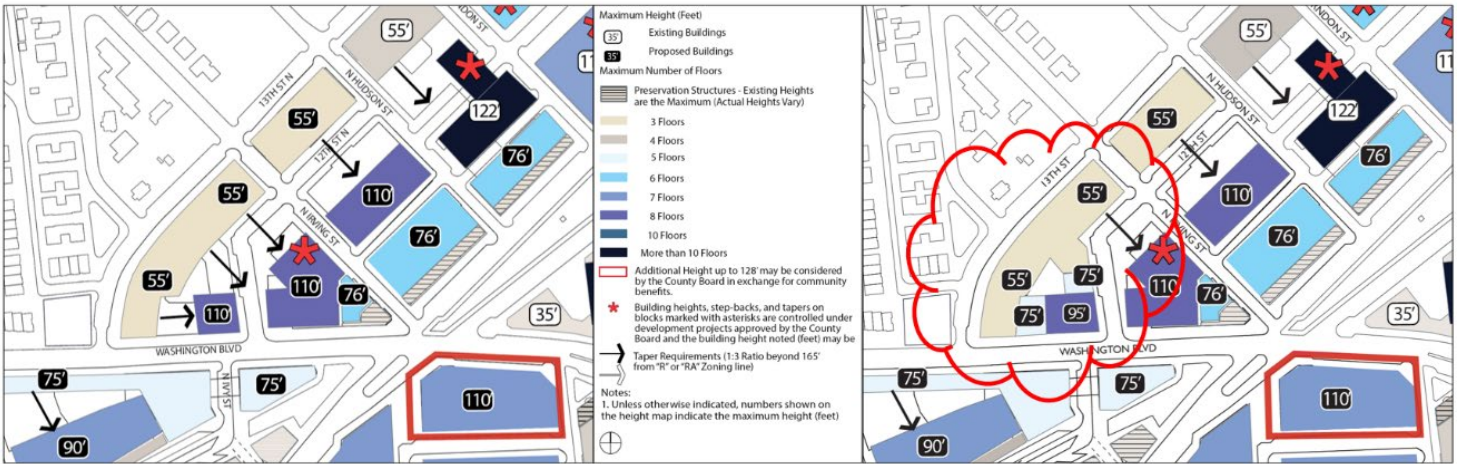 55'
NDON ST
122'
11
N HUDSON ST
13TH ST N
55'
12TH ST N
76'
110'
55'
N IRVING ST
76'
55'
110'
76'
110'
35'
WASHINGTON BLVD
75'
N IVY ST
75'
110'
90'
Maximum Height (Feet)
35' Existing Buildings
35' Proposed Buildings
Maximum Number of Floors
Preservation Structures - Existing Heights
are the Maximum (Actual Heights Vary)
3 Floors
4 Floors
5 Floors
6 Floors
7 Floors
8 Floors
10 Floors
More than 10 Floors
Additional Height up to 128' may be considered
by the County Board in exchange for community
benefits.
Building heights, step-backs, and tapers on
blocks marked with asterisks are controlled under
development projects approved by the County
Board and the building height noted (feet) may be
Taper Requirements (1:3 Ratio beyond 165'
from "R" or "RA" Zoning line)
Notes:
1. Unless otherwise indicated, numbers shown on
the height map indicate the maximum height (feet)
55'
NDON ST
122'
1
N HUDSON ST
55'
12TH ST
76'
13TH ST
55'
110'
76'
55'
75'
110'
76'
75'
95'
35'
WASHINGTON BLVD
75'
75'
110'
90'